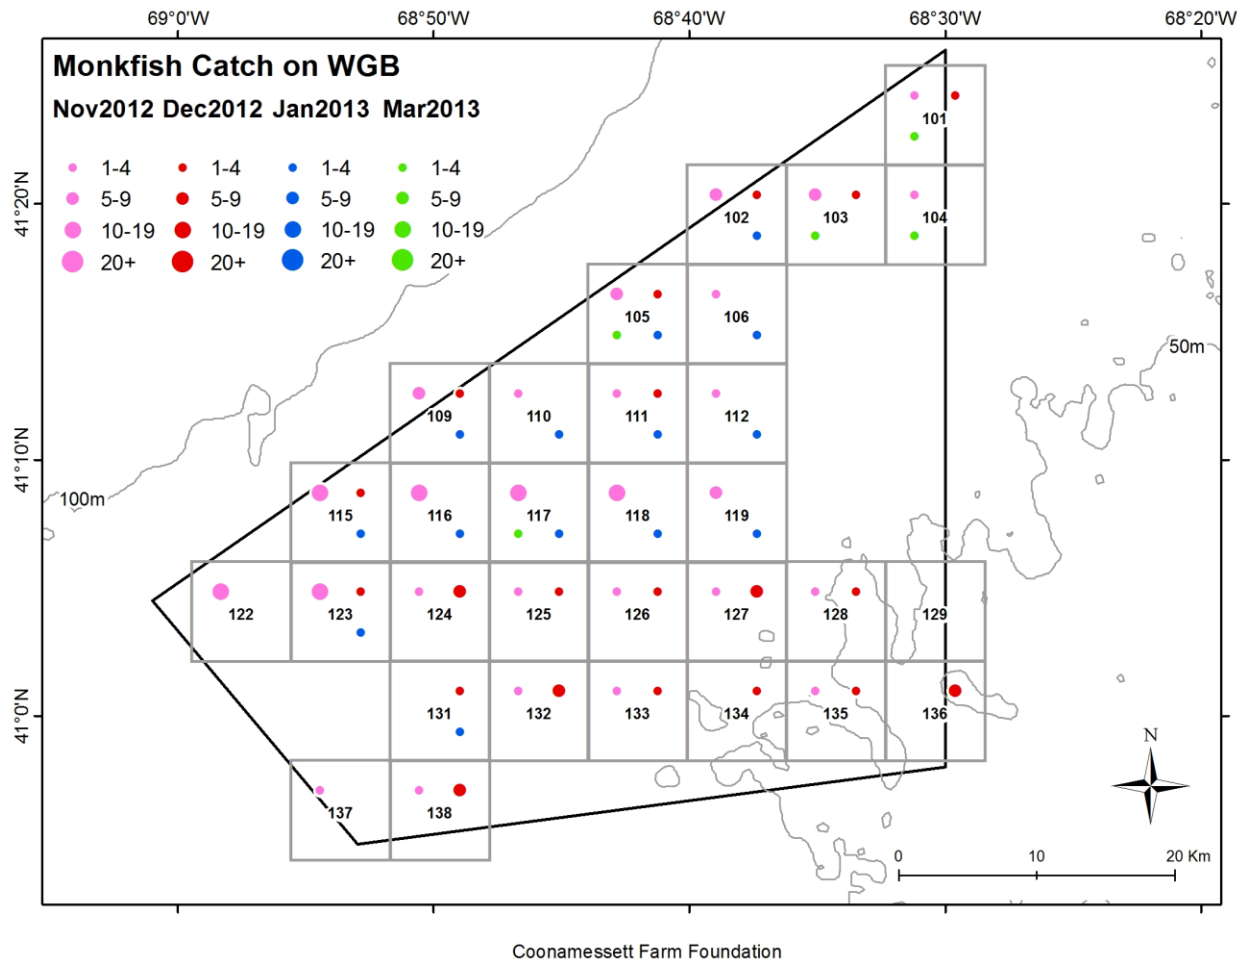 69°0'W 68°50'W 68°40'W 68°30'W 68°20'W
Monkfish Catch on WGB
Nov2012 Dec2012 Jan2013 Mar2013
1-4 1-4 1-4 1-4
5-9 5-9 5-9 5-9
10-19 10-19 10-19 10-19
20+ 20+ 20+ 20+
41°20'N
41°10'N
41°0'N
101
102 103 104
105 106
50m
109 110 111 112
100m
115 116 117 118 119
122 123 124 125 126 127 128 129
131 132 133 134 135 136
N
137 138
0 10 20 Km
Coonamessett Farm Foundation